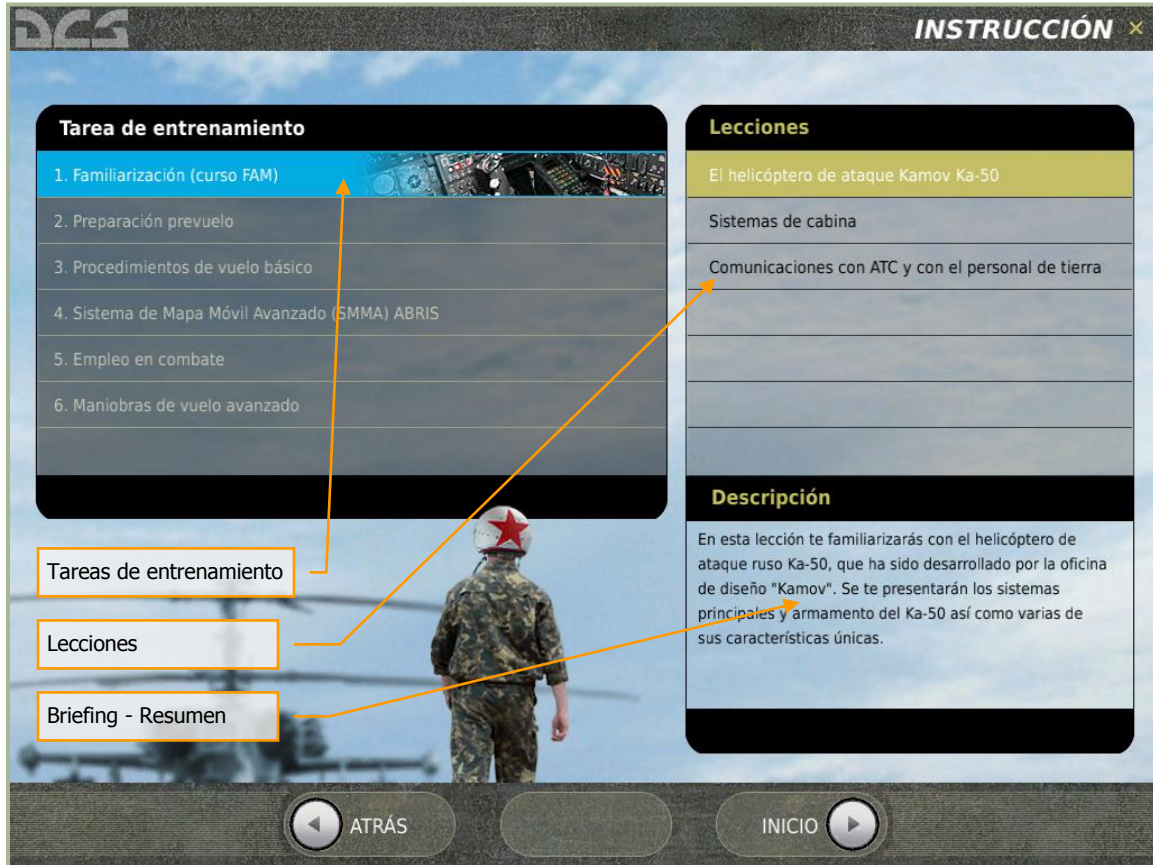 DCS
INSTRUCCIÓN ×
Tarea de entrenamiento
1. Familiarización (curso FAM)
2. Preparación prevuelo
3. Procedimientos de vuelo básico
4. Sistema de Mapa Móvil Avanzado (SMMA) ABRIS
5. Empleo en combate
6. Maniobras de vuelo avanzado
Lecciones
El helicóptero de ataque Kamov Ka-50
Sistemas de cabina
Comunicaciones con ATC y con el personal de tierra
Descripción
En esta lección te familiarizarás con el helicóptero de
ataque ruso Ka-50, que ha sido desarrollado por la oficina
de diseño "Kamov". Se te presentarán los sistemas
principales y armamento del Ka-50 así como varias de
sus características únicas.
Tareas de entrenamiento
Lecciones
Briefing - Resumen
ATRÁS
INICIO